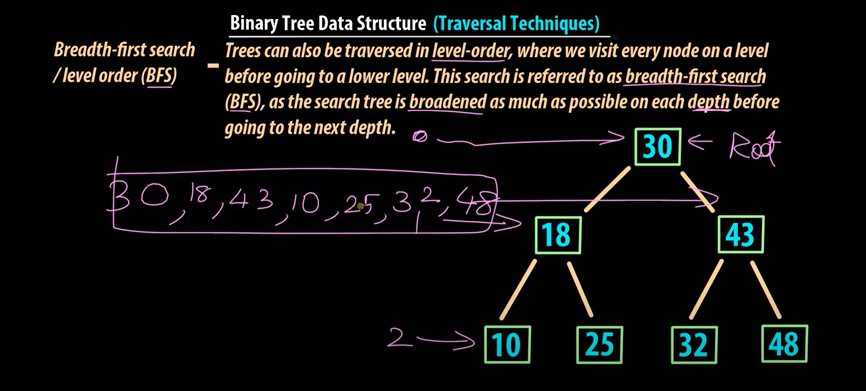 Binary Tree Data Structure (Traversal Techniques)
Breadth-first search
/ level order (BFS)
- Trees can also be traversed in level-order, where we visit every node on a level
before going to a lower level. This search is referred to as breadth-first search
(BFS), as the search tree is broadened as much as possible on each depth before
going to the next depth.
0
30
Root
30, 18, 43, 10, 25, 32, 48
18
43
2
10
25
32
48